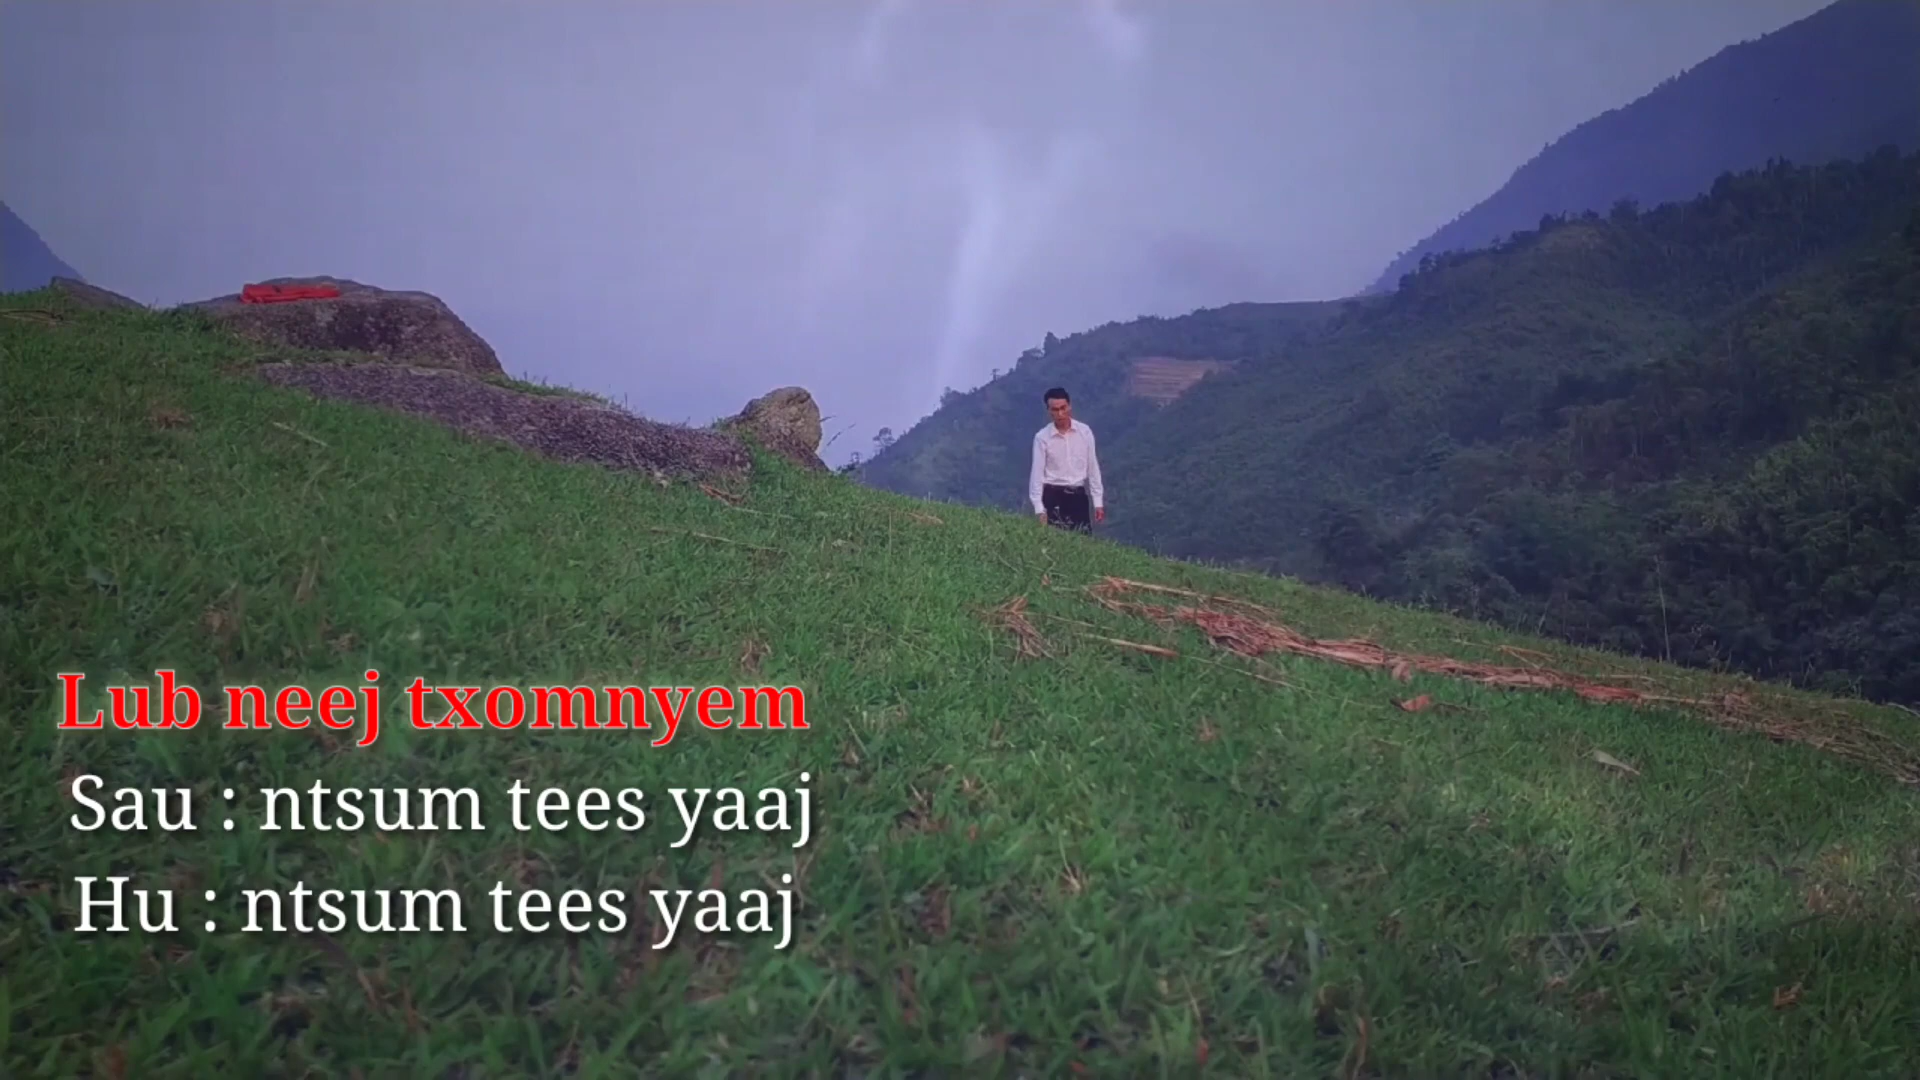 Lub neej txomnyem
Sau : ntsum tees yaaj
Hu : ntsum tees yaaj